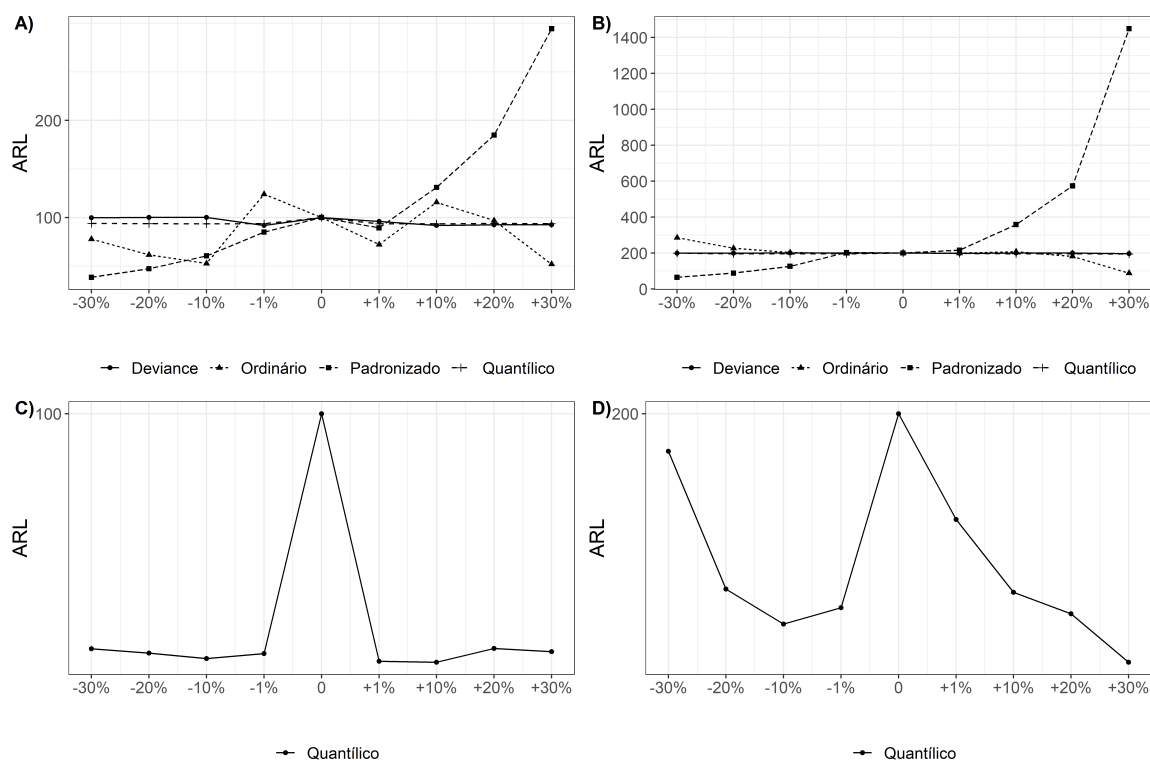 A)
ARL
200
100
-30% -20% -10% -1% 0 +1% +10% +20% +30%
Deviance Ordinário Padronizado Quantílico
B)
ARL
1400
1200
1000
800
600
400
200
0
-30% -20% -10% -1% 0 +1% +10% +20% +30%
Deviance Ordinário Padronizado Quantílico
C)
100
ARL
-30% -20% -10% -1% 0 +1% +10% +20% +30%
Quantílico
D)
200
ARL
-30% -20% -10% -1% 0 +1% +10% +20% +30%
Quantílico